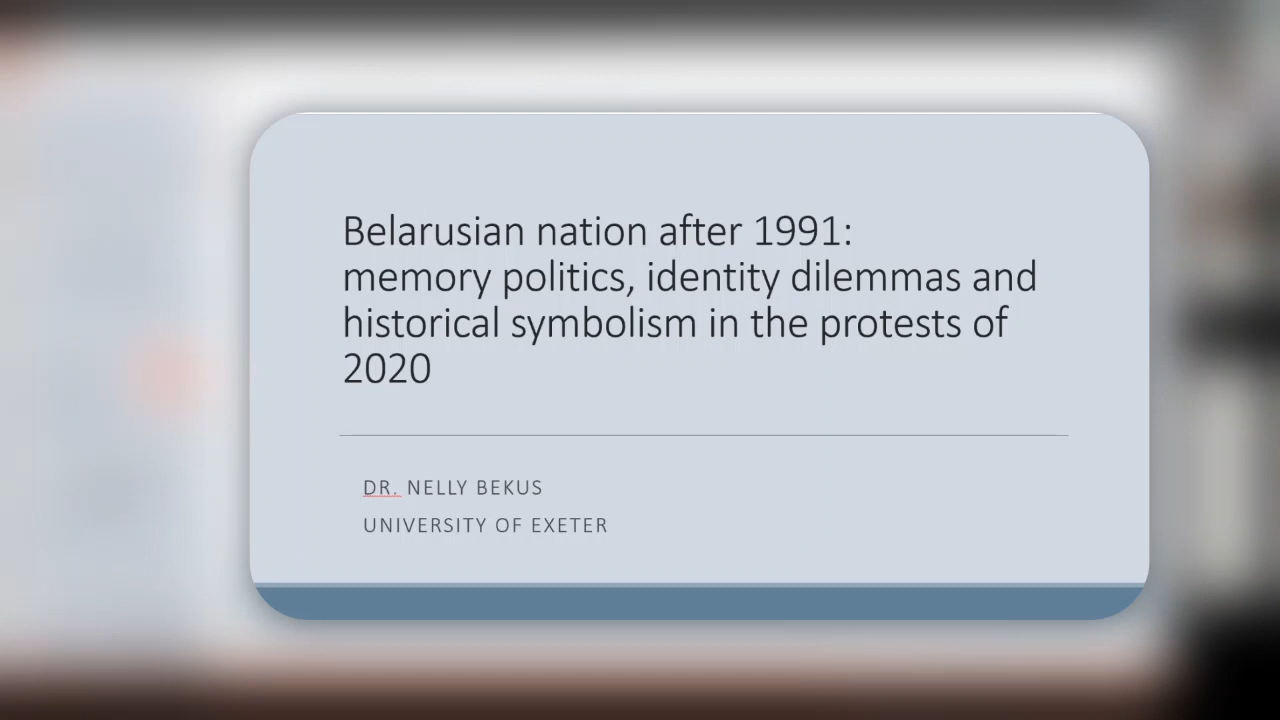 Belarusian nation after 1991:
memory politics, identity dilemmas and
historical symbolism in the protests of
2020
DR. NELLY BEKUS
UNIVERSITY OF EXETER